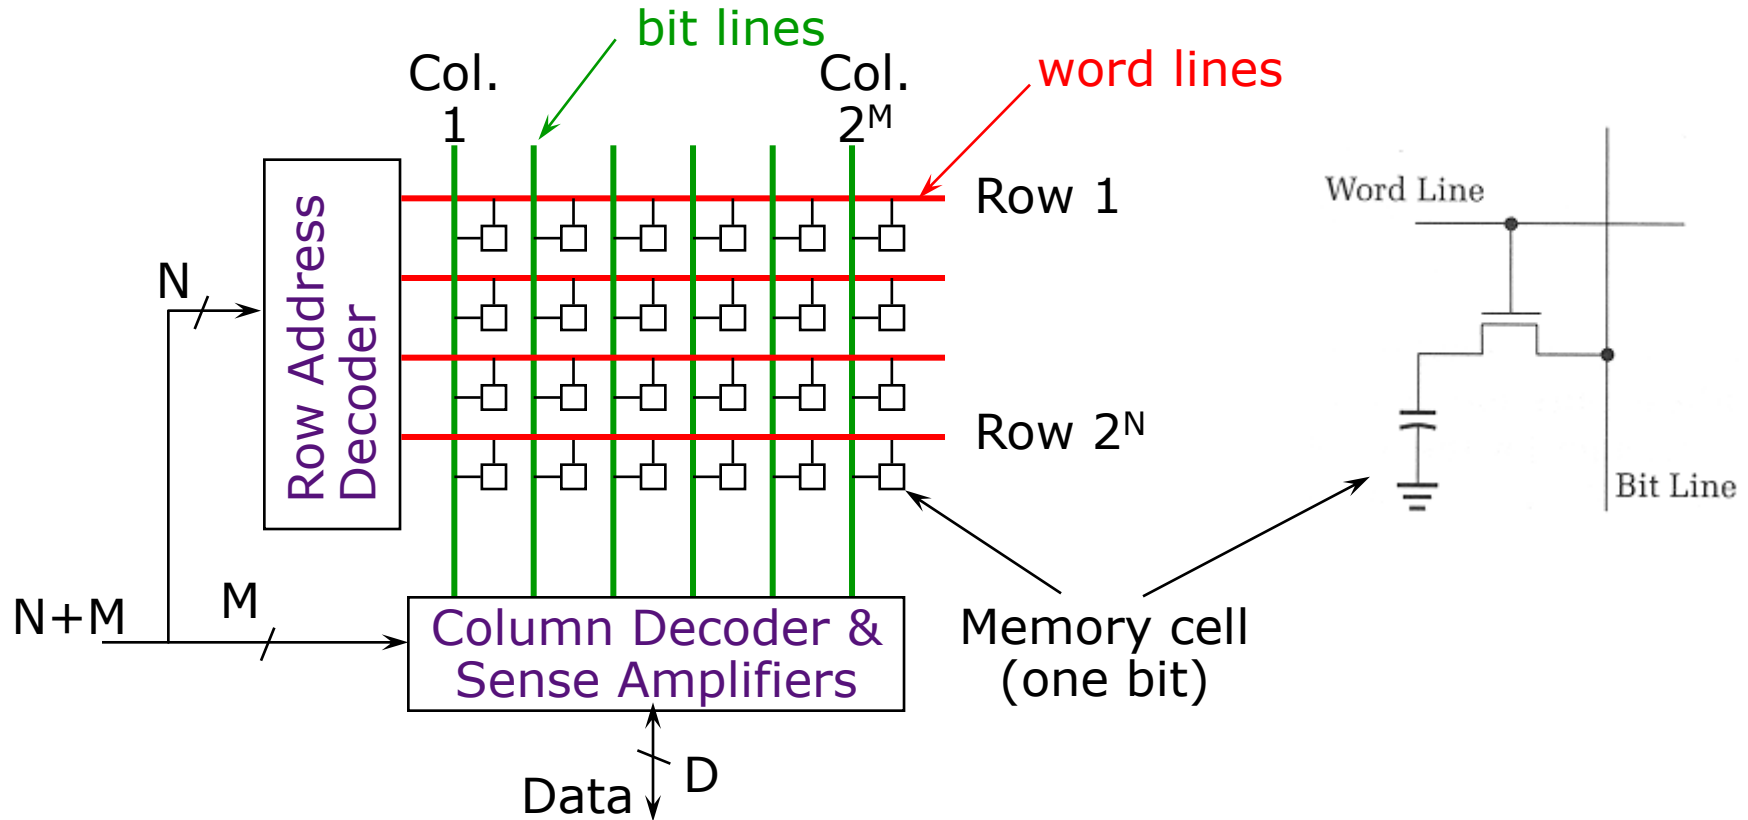 bit lines
Col.
1
Col.
2ᴹ
word lines
Row 1
Word Line
N
Row Address
Decoder
Row 2ᴺ
Bit Line
N+M
M
Column Decoder &
Sense Amplifiers
Memory cell
(one bit)
D
Data